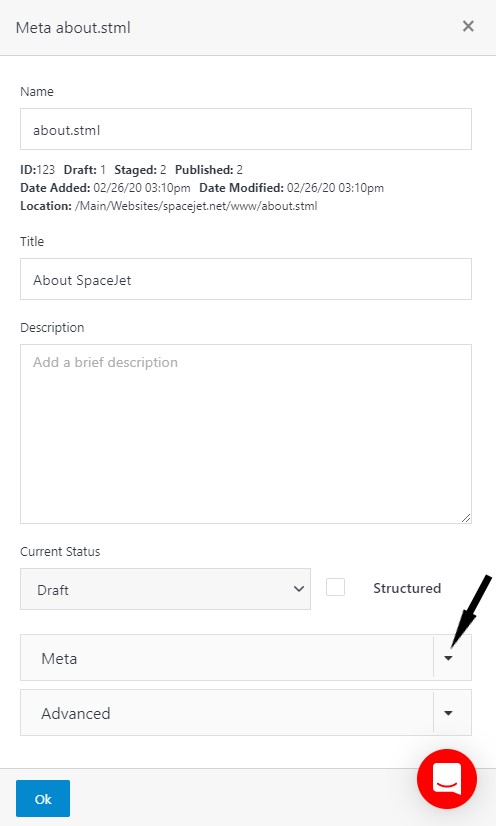 Meta about.stml
Name
about.stml
ID:123 Draft: 1 Staged: 2 Published: 2
Date Added: 02/26/20 03:10pm Date Modified: 02/26/20 03:10pm
Location: /Main/Websites/spacejet.net/www/about.stml
Title
About SpaceJet
Description
Add a brief description
Current Status
Draft Structured
Meta
Advanced
Ok